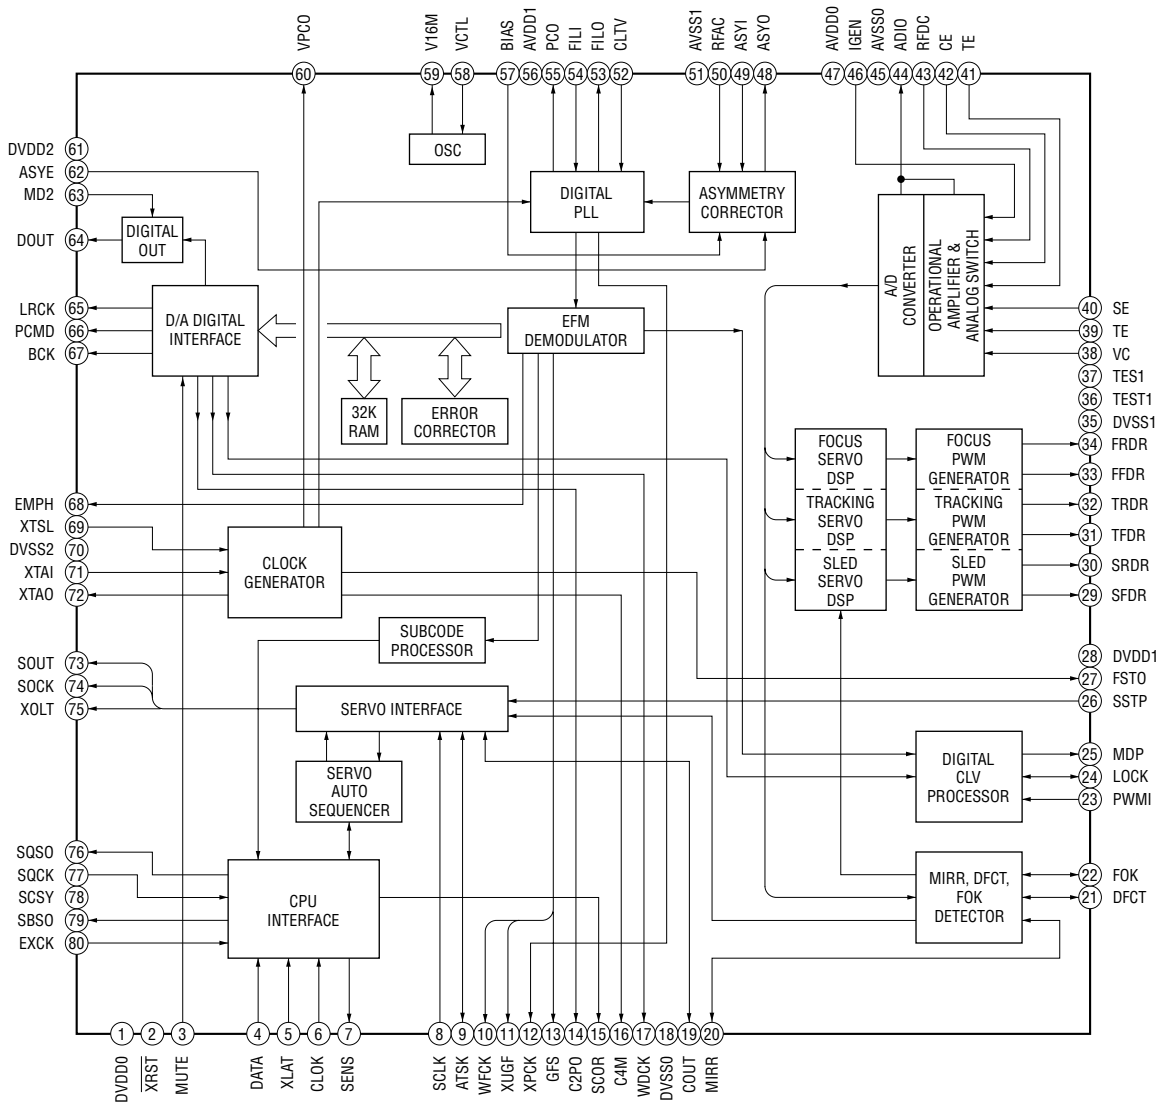 VPCO
V16M
VCTL
BIAS
AVDD1
PCO
FILI
FILO
CLTV
AVSS1
RFAC
ASYI
ASYO
AVDD0
IGEN
AVSS0
ADIO
RFDC
CE
TE
60
59
58
57
56
55
54
53
52
51
50
49
48
47
46
45
44
43
42
41
DVDD2 61
ASYE 62
MD2 63
DOUT 64
LRCK 65
PCMD 66
BCK 67
EMPH 68
XTSL 69
DVSS2 70
XTAI 71
XTAO 72
SOUT 73
SOCK 74
XOLT 75
SQSO 76
SQCK 77
SCSY 78
SBSO 79
EXCK 80
OSC
DIGITAL
PLL
ASYMMETRY
CORRECTOR
DIGITAL
OUT
D/A DIGITAL
INTERFACE
EFM
DEMODULATOR
A/D
CONVERTER
OPERATIONAL
AMPLIFIER &
ANALOG SWITCH
32K
RAM
ERROR
CORRECTOR
FOCUS
SERVO
DSP
TRACKING
SERVO
DSP
SLED
SERVO
DSP
FOCUS
PWM
GENERATOR
TRACKING
PWM
GENERATOR
SLED
PWM
GENERATOR
CLOCK
GENERATOR
SUBCODE
PROCESSOR
SERVO INTERFACE
SERVO
AUTO
SEQUENCER
DIGITAL
CLV
PROCESSOR
CPU
INTERFACE
MIRR, DFCT,
FOK
DETECTOR
40 SE
39 TE
38 VC
37 TES1
36 TEST1
35 DVSS1
34 FRDR
33 FFDR
32 TRDR
31 TFDR
30 SRDR
29 SFDR
28 DVDD1
27 FSTO
26 SSTP
25 MDP
24 LOCK
23 PWMI
22 FOK
21 DFCT
1
2
3
4
5
6
7
8
9
10
11
12
13
14
15
16
17
18
19
20
DVDD0
XRST
MUTE
DATA
XLAT
CLOK
SENS
SCLK
ATSK
WFCK
XUGF
XPCK
GFS
C2PO
SCOR
C4M
WDCK
DVSS0
COUT
MIRR